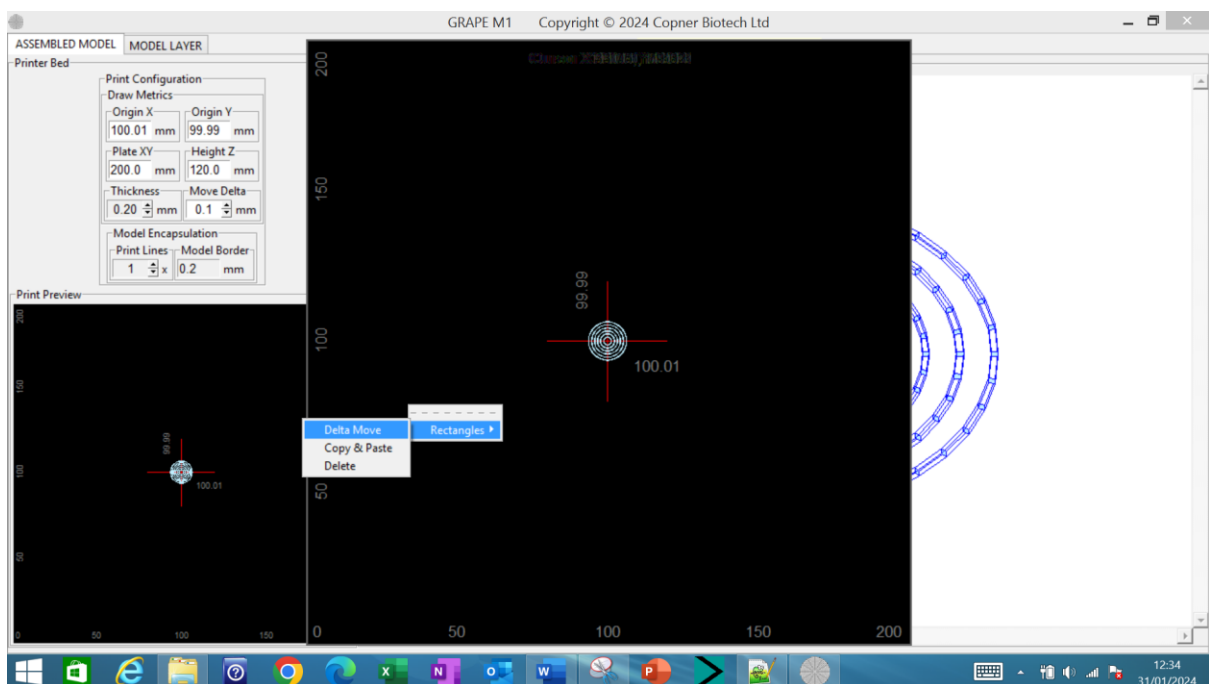 GRAPE M1 Copyright © 2024 Copner Biotech Ltd
ASSEMBLED MODEL MODEL LAYER
Printer Bed
Print Configuration
Draw Metrics
Origin X Origin Y
100.01 mm 99.99 mm
Plate XY Height Z
200.0 mm 120.0 mm
Thickness Move Delta
0.20 mm 0.1 mm
Model Encapsulation
Print Lines Model Border
1 x 0.2 mm
Print Preview
200
150
99.99
100
100.01
50
0 50 100 150
200
150
99.99
100
100.01
50
0 50 100 150 200
Delta Move Rectangles
Copy & Paste
Delete
12:34
31/01/2024